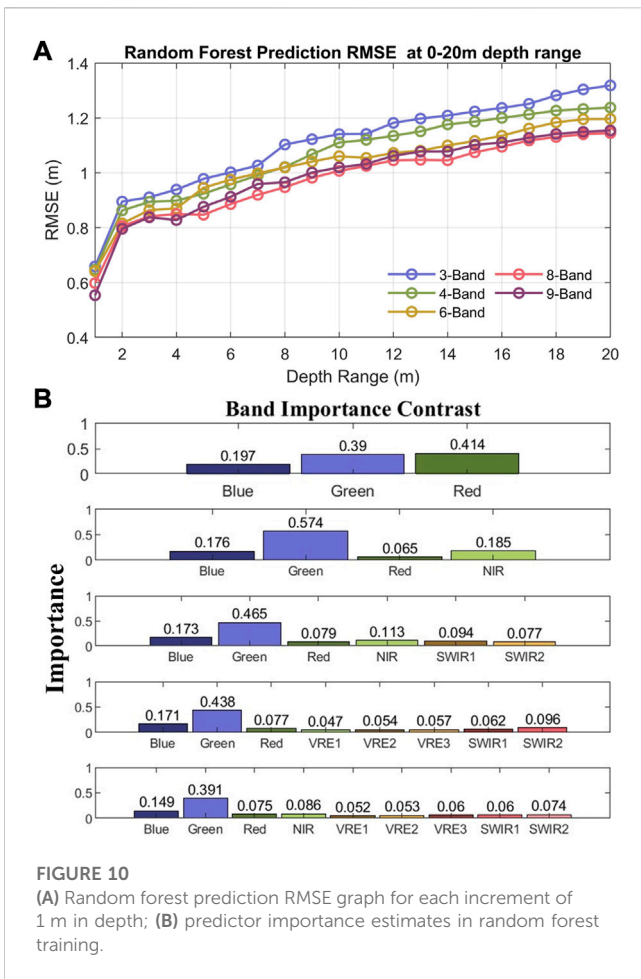 A
Random Forest Prediction RMSE at 0-20m depth range
1.4
1.2
1
0.8
0.6
0.4
RMSE (m)
2 4 6 8 10 12 14 16 18 20
Depth Range (m)
3-Band 8-Band
4-Band 9-Band
6-Band
B
Band Importance Contrast
Importance
1
0.5
0
0.197 0.39 0.414
Blue Green Red
1
0.5
0
0.176 0.574 0.065 0.185
Blue Green Red NIR
1
0.5
0
0.173 0.465 0.079 0.113 0.094 0.077
Blue Green Red NIR SWIR1 SWIR2
1
0.5
0
0.171 0.438 0.077 0.047 0.054 0.057 0.062 0.096
Blue Green Red VRE1 VRE2 VRE3 SWIR1 SWIR2
1
0.5
0
0.149 0.391 0.075 0.086 0.052 0.053 0.06 0.06 0.074
Blue Green Red NIR VRE1 VRE2 VRE3 SWIR1 SWIR2
FIGURE 10
(A) Random forest prediction RMSE graph for each increment of
1 m in depth; (B) predictor importance estimates in random forest
training.